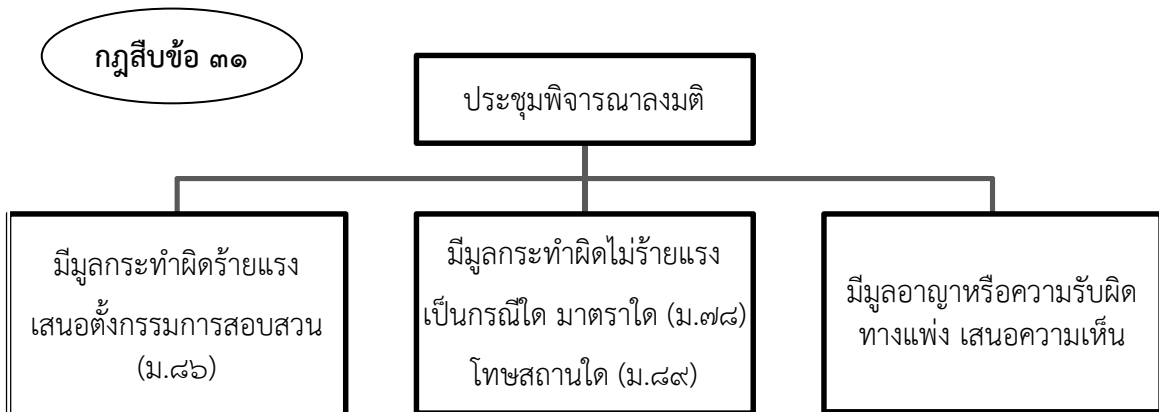 กฎสืบข้อ ๓๑
ประชุมพิจารณาลงมติ
มีมูลกระทำผิดร้ายแรง
เสนอตั้งกรรมการสอบสวน
(ม.๘๖)
มีมูลกระทำผิดไม่ร้ายแรง
เป็นกรณีใด มาตราใด (ม.๗๘)
โทษสถานใด (ม.๘๙)
มีมูลอาญาหรือความรับผิด
ทางแพ่ง เสนอความเห็น